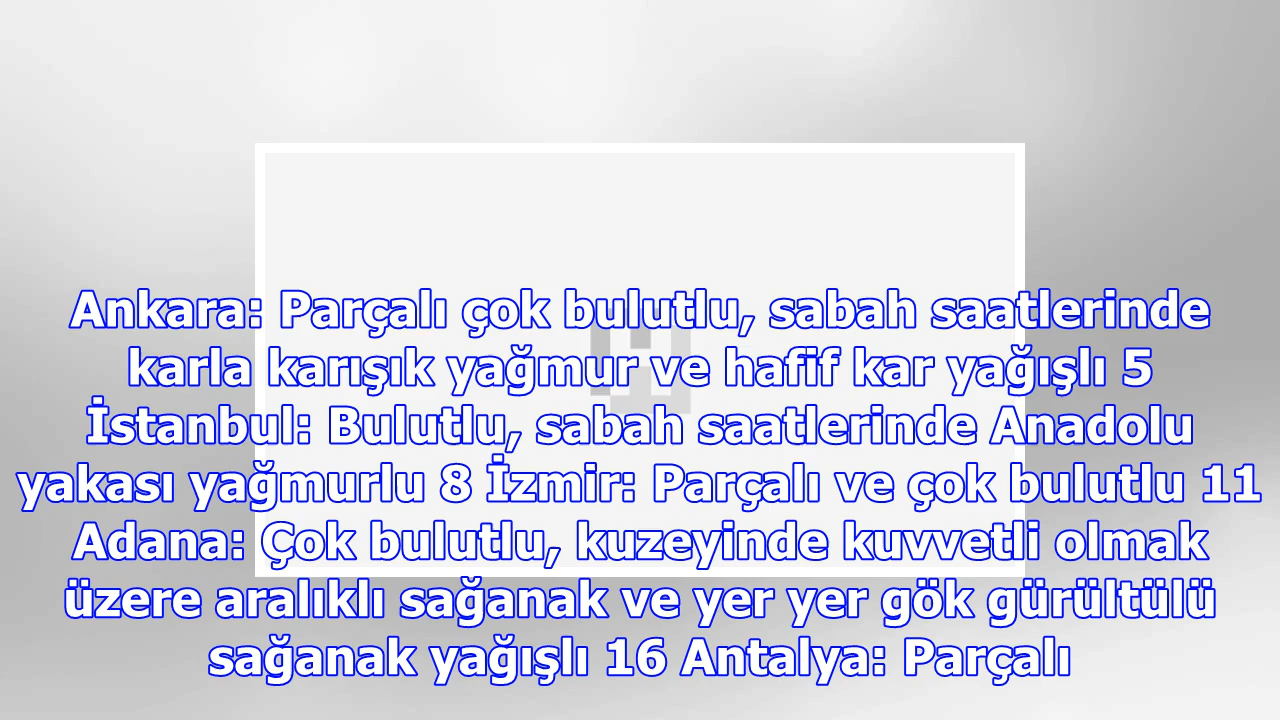 Ankara: Parçalı çok bulutlu, sabah saatlerinde
karla karışık yağmur ve hafif kar yağışlı 5
İstanbul: Bulutlu, sabah saatlerinde Anadolu
yakası yağmurlu 8 İzmir: Parçalı ve çok bulutlu 11
Adana: Çok bulutlu, kuzeyinde kuvvetli olmak
üzere aralıklı sağanak ve yer yer gök gürültülü
sağanak yağışlı 16 Antalya: Parçalı